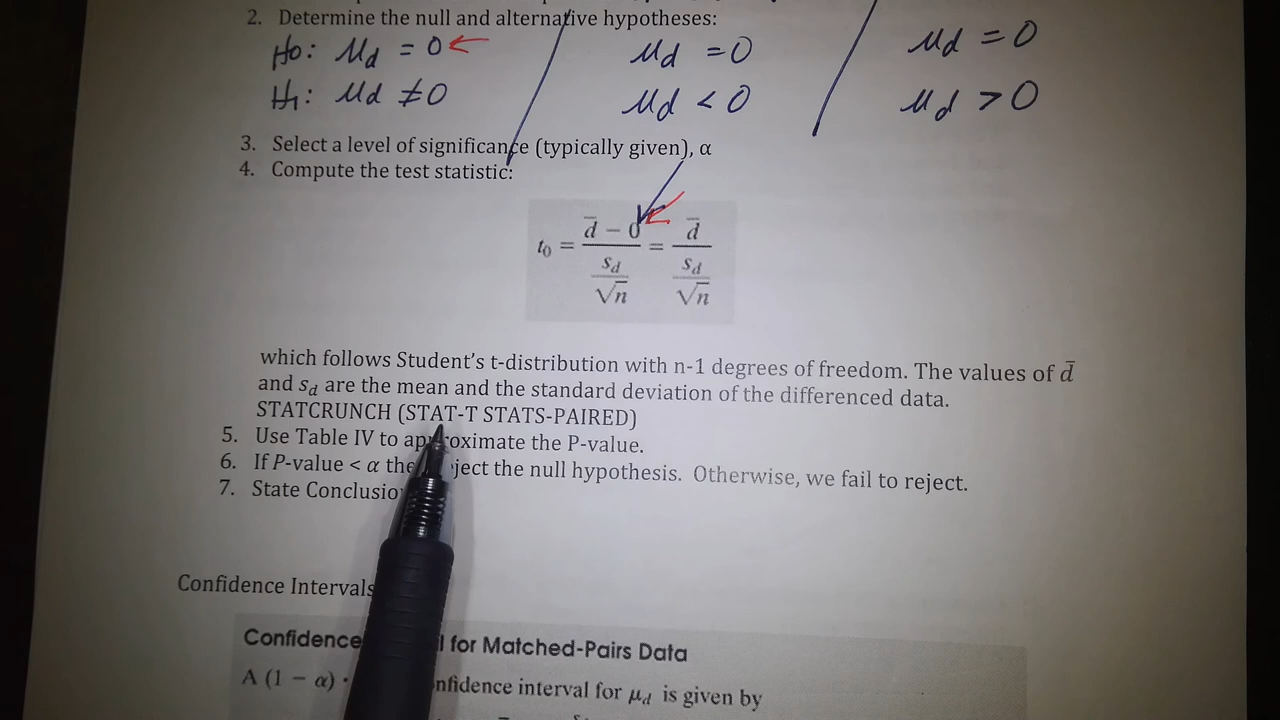 2. Determine the null and alternative hypotheses:
H0: μd = 0 μd = 0 μd = 0
H1: μd ≠ 0 μd < 0 μd > 0
3. Select a level of significance (typically given), α
4. Compute the test statistic:
t0 = (d̄ − 0)/(sd/√n) = d̄/(sd/√n)
which follows Student's t-distribution with n-1 degrees of freedom. The values of d̄
and sd are the mean and the standard deviation of the differenced data.
STATCRUNCH (STAT-T STATS-PAIRED)
5. Use Table IV to approximate the P-value.
6. If P-value < α the reject the null hypothesis. Otherwise, we fail to reject.
7. State Conclusio
Confidence Intervals
Confidence for Matched-Pairs Data
A (1 − α) · nfidence interval for μd is given by